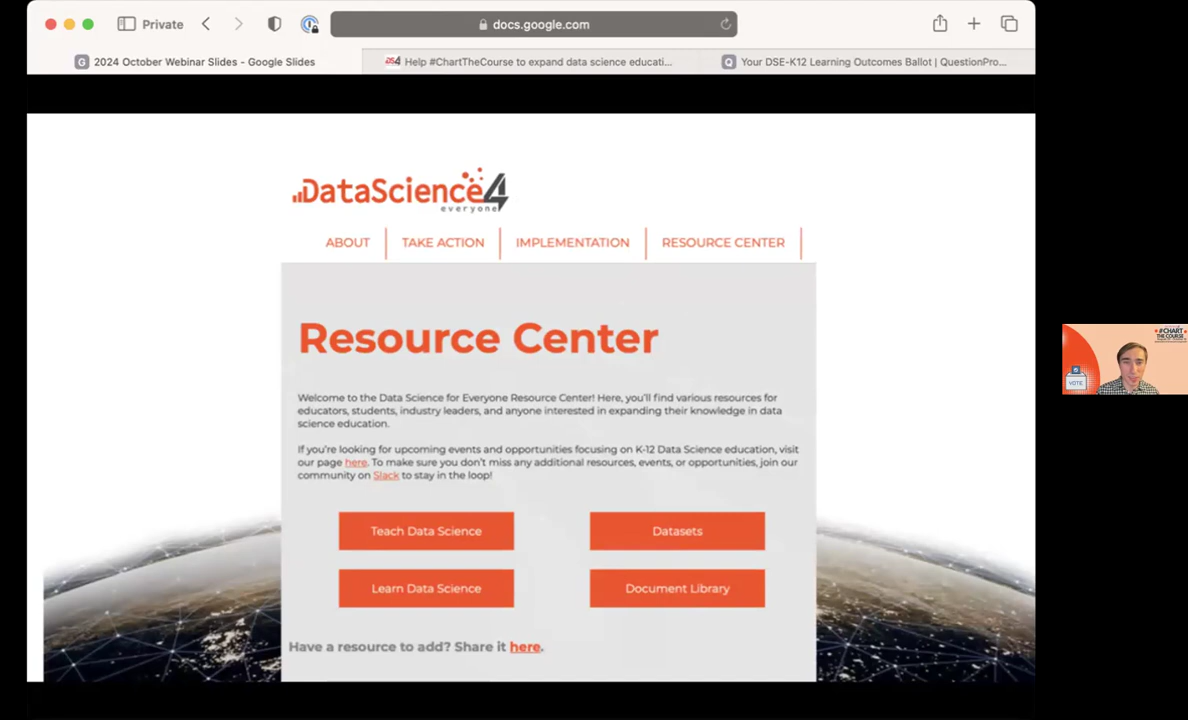 Private
docs.google.com
2024 October Webinar Slides - Google Slides
Help #ChartTheCourse to expand data science educati...
Your DSE-K12 Learning Outcomes Ballot | QuestionPro...
DataScience4
everyone
ABOUT
TAKE ACTION
IMPLEMENTATION
RESOURCE CENTER
Resource Center
Welcome to the Data Science for Everyone Resource Center! Here, you'll find various resources for
educators, students, industry leaders, and anyone interested in expanding their knowledge in data
science education.
If you're looking for upcoming events and opportunities focusing on K-12 Data Science education, visit
our page here. To make sure you don't miss any additional resources, events, or opportunities, join our
community on Slack to stay in the loop!
Teach Data Science
Datasets
Learn Data Science
Document Library
Have a resource to add? Share it here.
#CHART
THE COURSE
VOTE